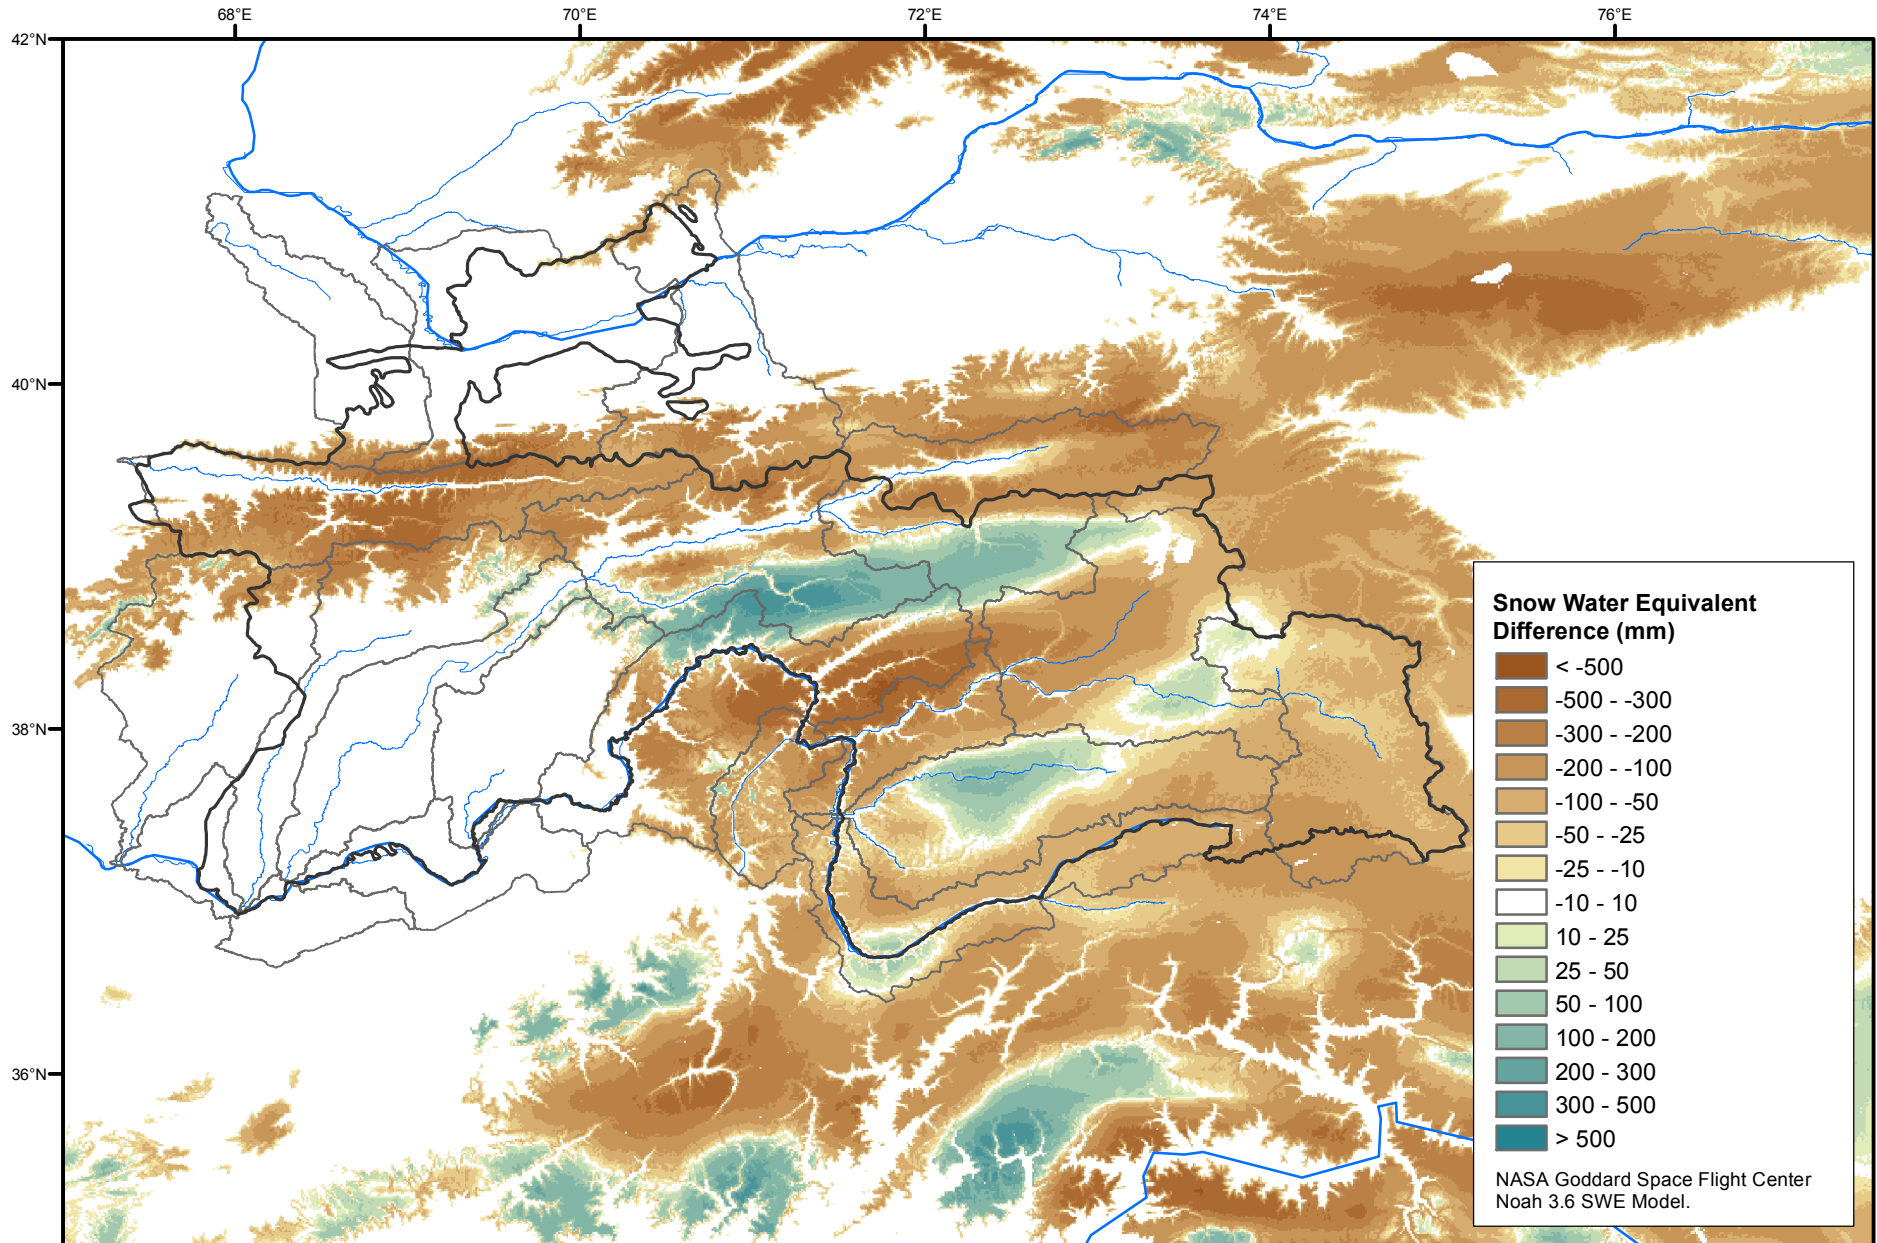 68°E 70°E 72°E 74°E 76°E
42°N
40°N
38°N
36°N
Snow Water Equivalent
Difference (mm)
< -500
-500 - -300
-300 - -200
-200 - -100
-100 - -50
-50 - -25
-25 - -10
-10 - 10
10 - 25
25 - 50
50 - 100
100 - 200
200 - 300
300 - 500
> 500
NASA Goddard Space Flight Center
Noah 3.6 SWE Model.